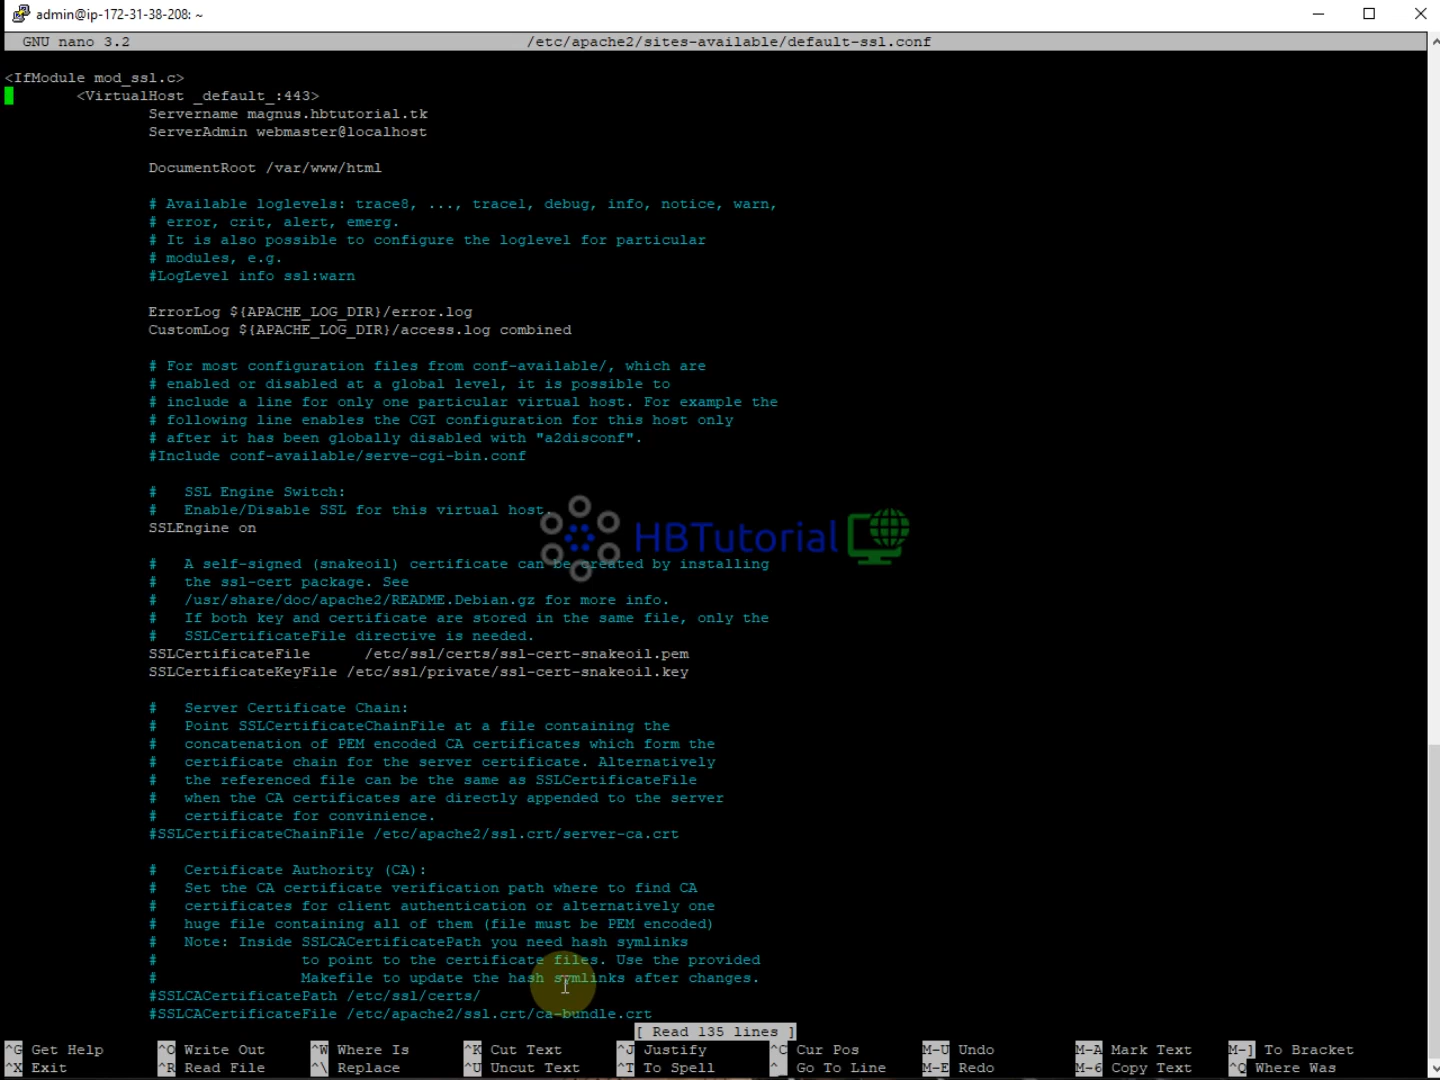 admin@ip-172-31-38-208: ~
GNU nano 3.2 /etc/apache2/sites-available/default-ssl.conf
<IfModule mod_ssl.c>
<VirtualHost _default_:443>
Servername magnus.hbtutorial.tk
ServerAdmin webmaster@localhost
DocumentRoot /var/www/html
# Available loglevels: trace8, ..., trace1, debug, info, notice, warn,
# error, crit, alert, emerg.
# It is also possible to configure the loglevel for particular
# modules, e.g.
#LogLevel info ssl:warn
ErrorLog ${APACHE_LOG_DIR}/error.log
CustomLog ${APACHE_LOG_DIR}/access.log combined
# For most configuration files from conf-available/, which are
# enabled or disabled at a global level, it is possible to
# include a line for only one particular virtual host. For example the
# following line enables the CGI configuration for this host only
# after it has been globally disabled with "a2disconf".
#Include conf-available/serve-cgi-bin.conf
#   SSL Engine Switch:
#   Enable/Disable SSL for this virtual host.
SSLEngine on
HBTutorial
#   A self-signed (snakeoil) certificate can be created by installing
#   the ssl-cert package. See
#   /usr/share/doc/apache2/README.Debian.gz for more info.
#   If both key and certificate are stored in the same file, only the
#   SSLCertificateFile directive is needed.
SSLCertificateFile      /etc/ssl/certs/ssl-cert-snakeoil.pem
SSLCertificateKeyFile /etc/ssl/private/ssl-cert-snakeoil.key
#   Server Certificate Chain:
#   Point SSLCertificateChainFile at a file containing the
#   concatenation of PEM encoded CA certificates which form the
#   certificate chain for the server certificate. Alternatively
#   the referenced file can be the same as SSLCertificateFile
#   when the CA certificates are directly appended to the server
#   certificate for convinience.
#SSLCertificateChainFile /etc/apache2/ssl.crt/server-ca.crt
#   Certificate Authority (CA):
#   Set the CA certificate verification path where to find CA
#   certificates for client authentication or alternatively one
#   huge file containing all of them (file must be PEM encoded)
#   Note: Inside SSLCACertificatePath you need hash symlinks
#                to point to the certificate files. Use the provided
#                Makefile to update the hash symlinks after changes.
#SSLCACertificatePath /etc/ssl/certs/
#SSLCACertificateFile /etc/apache2/ssl.crt/ca-bundle.crt
[ Read 135 lines ]
^G Get Help ^O Write Out ^W Where Is ^K Cut Text ^J Justify ^C Cur Pos M-U Undo M-A Mark Text M-] To Bracket
^X Exit ^R Read File ^\ Replace ^U Uncut Text ^T To Spell ^_ Go To Line M-E Redo M-6 Copy Text ^Q Where Was